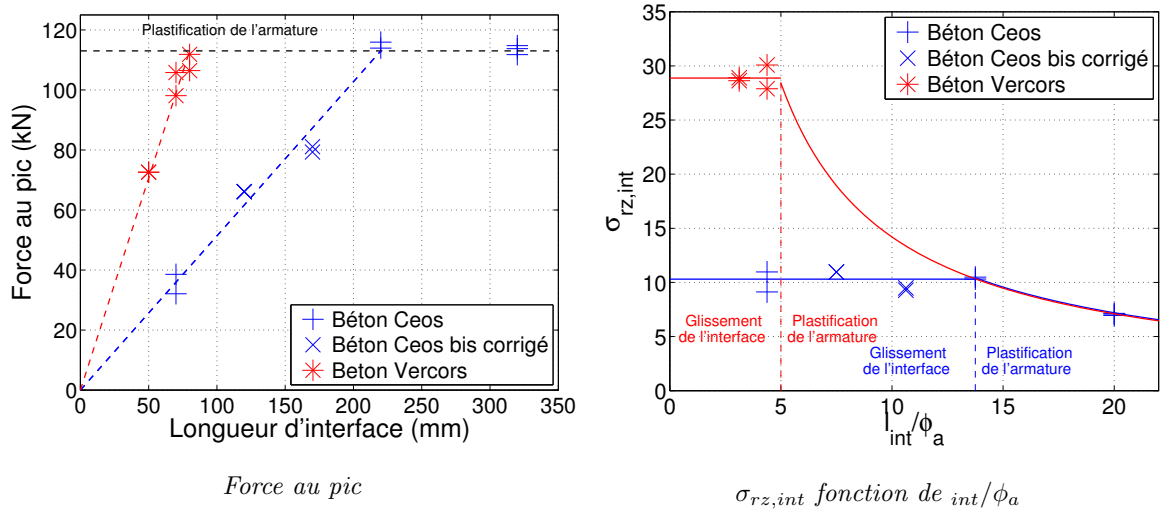 Plastification de l'armature
Force au pic (kN)
120
100
80
60
40
20
0
0 50 100 150 200 250 300 350
Longueur d'interface (mm)
Béton Ceos
Béton Ceos bis corrigé
Beton Vercors
Force au pic
σrz,int
35
30
25
20
15
10
5
0
0 5 10 15 20
lint/ϕa
Béton Ceos
Béton Ceos bis corrigé
Béton Vercors
Glissement
de l'interface
Plastification
de l'armature
Glissement
de l'interface
Plastification
de l'armature
σrz,int fonction de int/ϕa